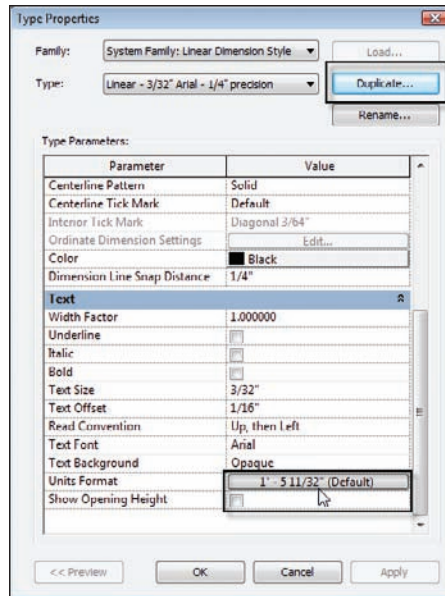 Type Properties
Family: System Family: Linear Dimension Style Load...
Type: Linear - 3/32" Arial - 1/4" precision Duplicate...
Rename...
Type Parameters:
Parameter Value
Centerline Pattern Solid
Centerline Tick Mark Default
Interior Tick Mark Diagonal 3/64"
Ordinate Dimension Settings Edit...
Color Black
Dimension Line Snap Distance 1/4"
Text
Width Factor 1.000000
Underline
Italic
Bold
Text Size 3/32"
Text Offset 1/16"
Read Convention Up, then Left
Text Font Arial
Text Background Opaque
Units Format 1' - 5 11/32" (Default)
Show Opening Height
<< Preview OK Cancel Apply